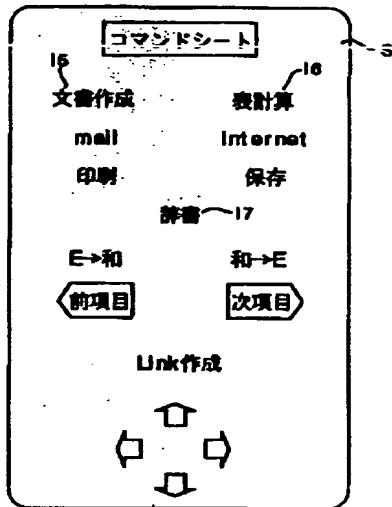 コマンドシート
S
15 16
文書作成 表計算
mail Internet
印刷 保存
辞書 17
E→和 和→E
前項目 次項目
Link作成